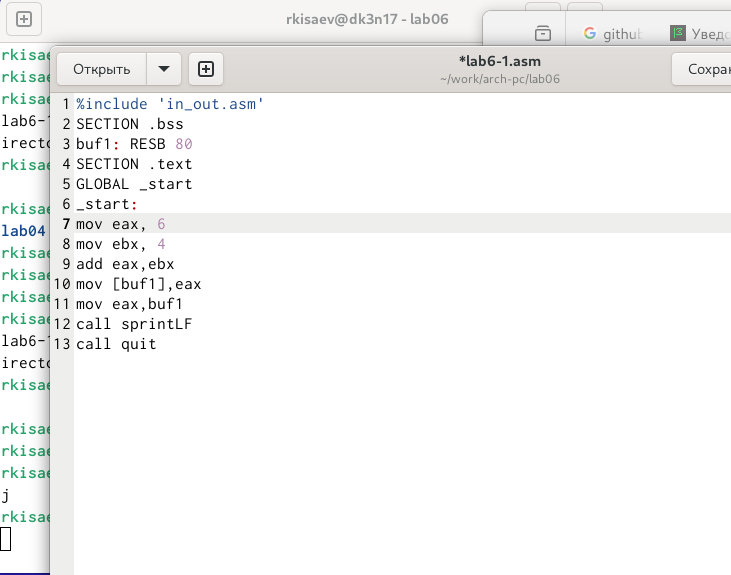 rkisaev@dk3n17 - lab06
githu
Уведо
Открыть
*lab6-1.asm
~/work/arch-pc/lab06
Сохра
1 %include 'in_out.asm'
2 SECTION .bss
3 buf1: RESB 80
4 SECTION .text
5 GLOBAL _start
6 _start:
7 mov eax, 6
8 mov ebx, 4
9 add eax,ebx
10 mov [buf1],eax
11 mov eax,buf1
12 call sprintLF
13 call quit
rkisae
rkisae
rkisae
lab6-1
irecto
rkisae
rkisae
lab04
rkisae
rkisae
rkisae
rkisae
lab6-1
irecto
rkisae
rkisae
rkisae
rkisae
j
rkisae